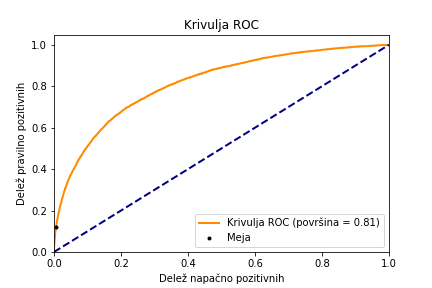 Krivulja ROC
Delež pravilno pozitivnih
1.0
0.8
0.6
0.4
0.2
0.0
0.0 0.2 0.4 0.6 0.8 1.0
Delež napačno pozitivnih
Krivulja ROC (površina = 0.81)
Meja